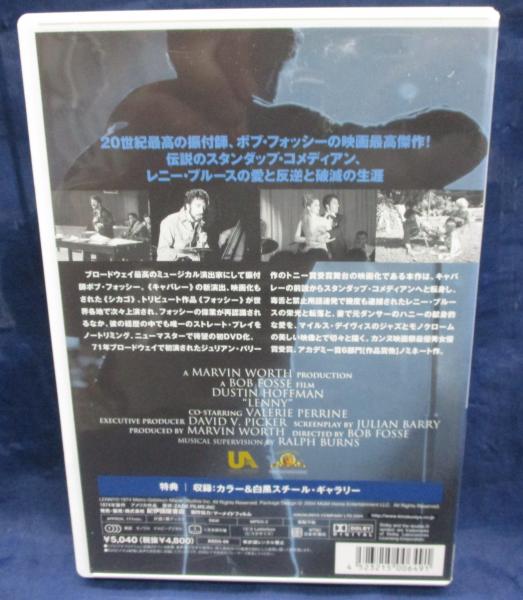 20世紀最高の振付師、ボブ・フォッシーの映画最高傑作!
伝説のスタンダップ・コメディアン、
レニー・ブルースの愛と反逆と破滅の生涯
ブロードウェイ最高のミュージカル演出家にして振付
師ボブ・フォッシー。《キャバレー》の新演出、映画化も
された《シカゴ》、トリビュート作品《フォッシー》が世
界各地で次々上演され、フォッシーの偉業が再認識され
るなか、彼の経歴の中でも唯一のストレート・プレイを
ノートリミング、ニューマスターで待望の初DVD化。
71年ブロードウェイで初演されたジュリアン・バリー
作のトニー賞受賞舞台の映画化である本作は、キャバ
レーの前説からスタンダップ・コメディアンへと転身し、
毒舌と禁止用語連発で幾度も逮捕されたレニー・ブルー
スの栄光と転落と、妻で元ダンサーのハニーの献身的
な愛を、マイルス・デイヴィスのジャズとモノクローム
の美しい映像とで切々と描く。カンヌ映画祭最優秀女優
賞受賞、アカデミー賞6部門[作品賞他]ノミネート作。
A MARVIN WORTH PRODUCTION
A BOB FOSSE FILM
DUSTIN HOFFMAN
"LENNY"
CO-STARRING VALERIE PERRINE
EXECUTIVE PRODUCER DAVID V. PICKER SCREENPLAY BY JULIAN BARRY
PRODUCED BY MARVIN WORTH DIRECTED BY BOB FOSSE
MUSICAL SUPERVISION BY RALPH BURNS
UA
特典 収録:カラー&白黒スチール・ギャラリー
¥5,040(税抜¥4,800)
DOLBY
DIGITAL
4 523215 006491